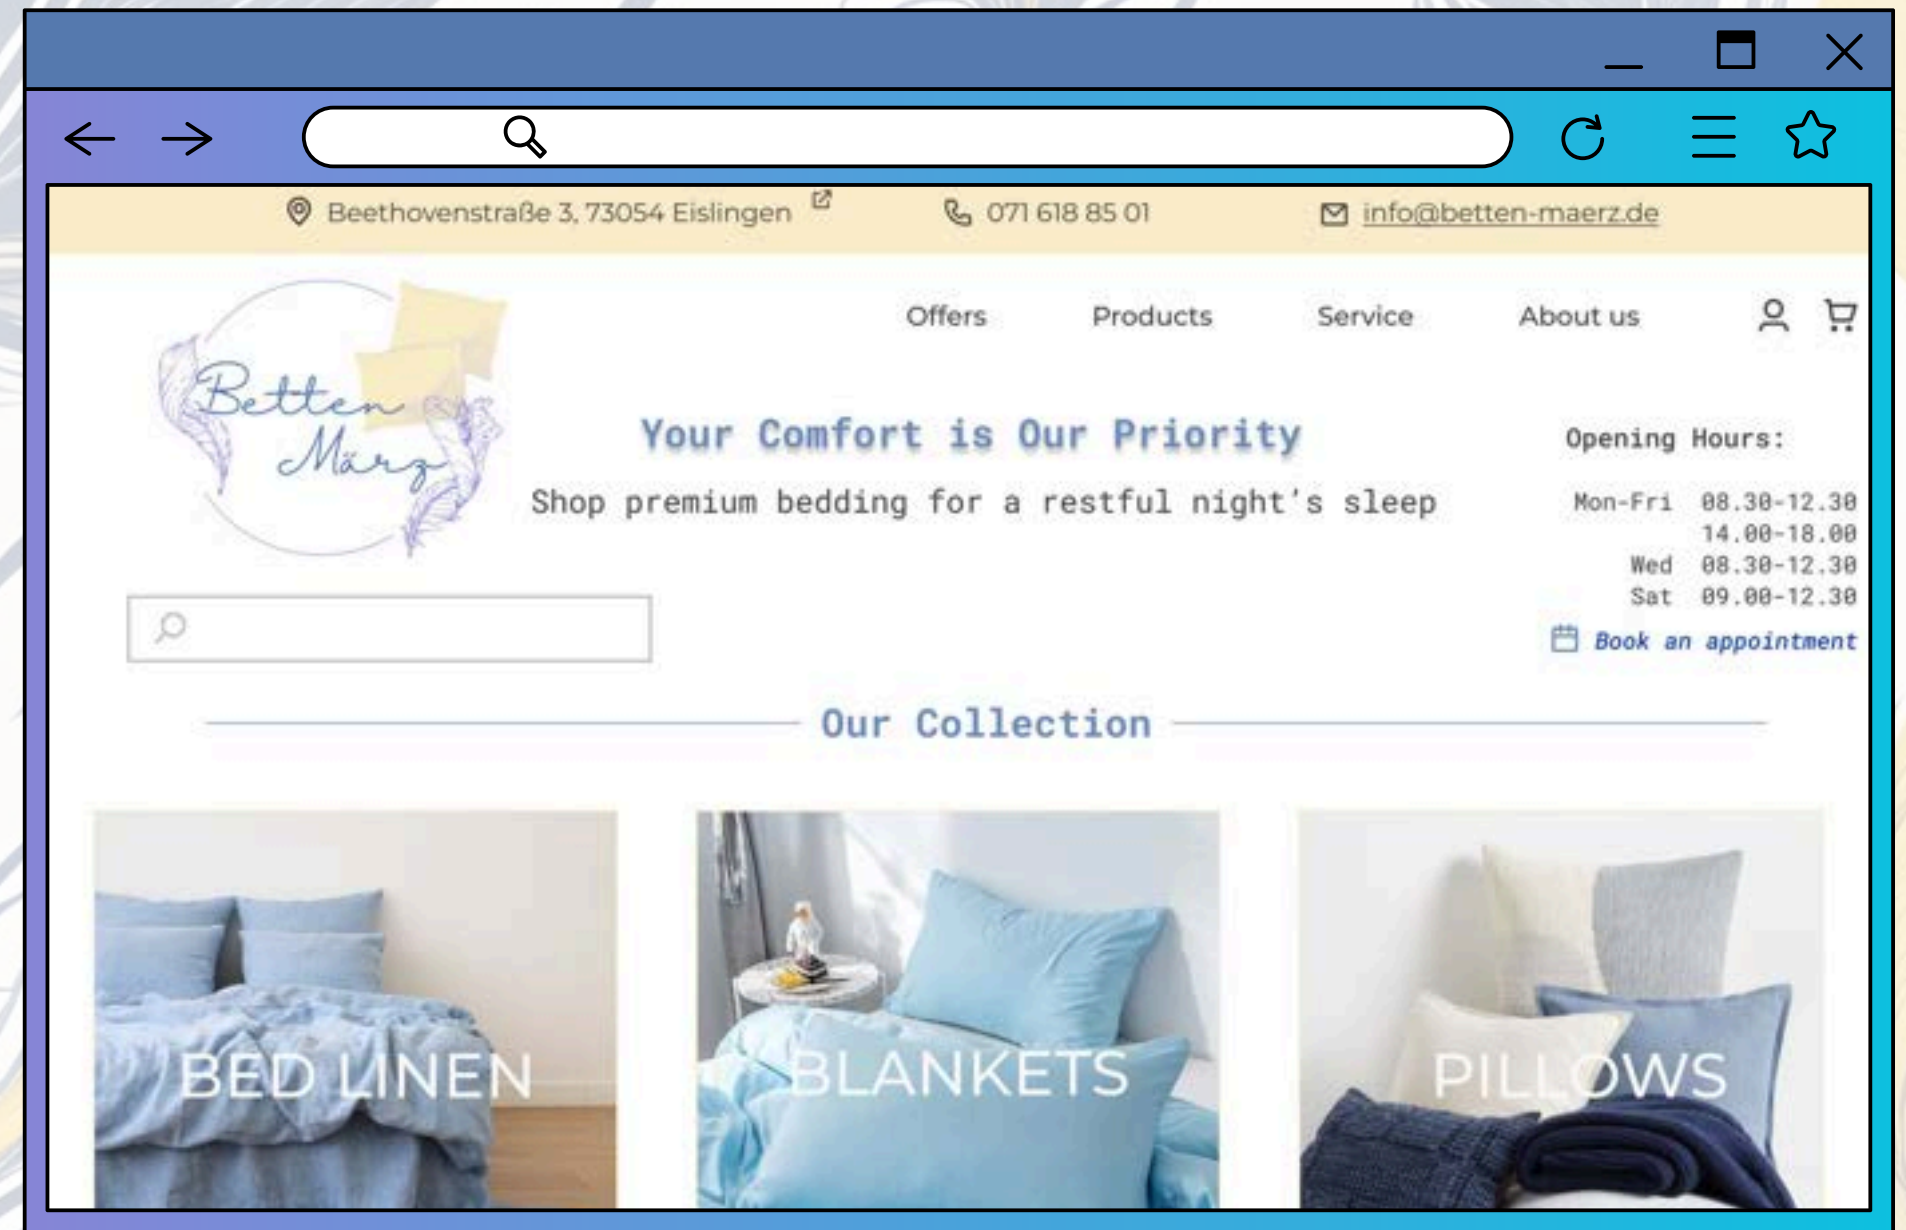 Beethovenstraße 3, 73054 Eislingen
071 618 85 01
info@betten-maerz.de
Offers
Products
Service
About us
Betten
März
Your Comfort is Our Priority
Shop premium bedding for a restful night's sleep
Opening Hours:
Mon-Fri 08.30-12.30
14.00-18.00
Wed 08.30-12.30
Sat 09.00-12.30
Book an appointment
Our Collection
BED LINEN
BLANKETS
PILLOWS